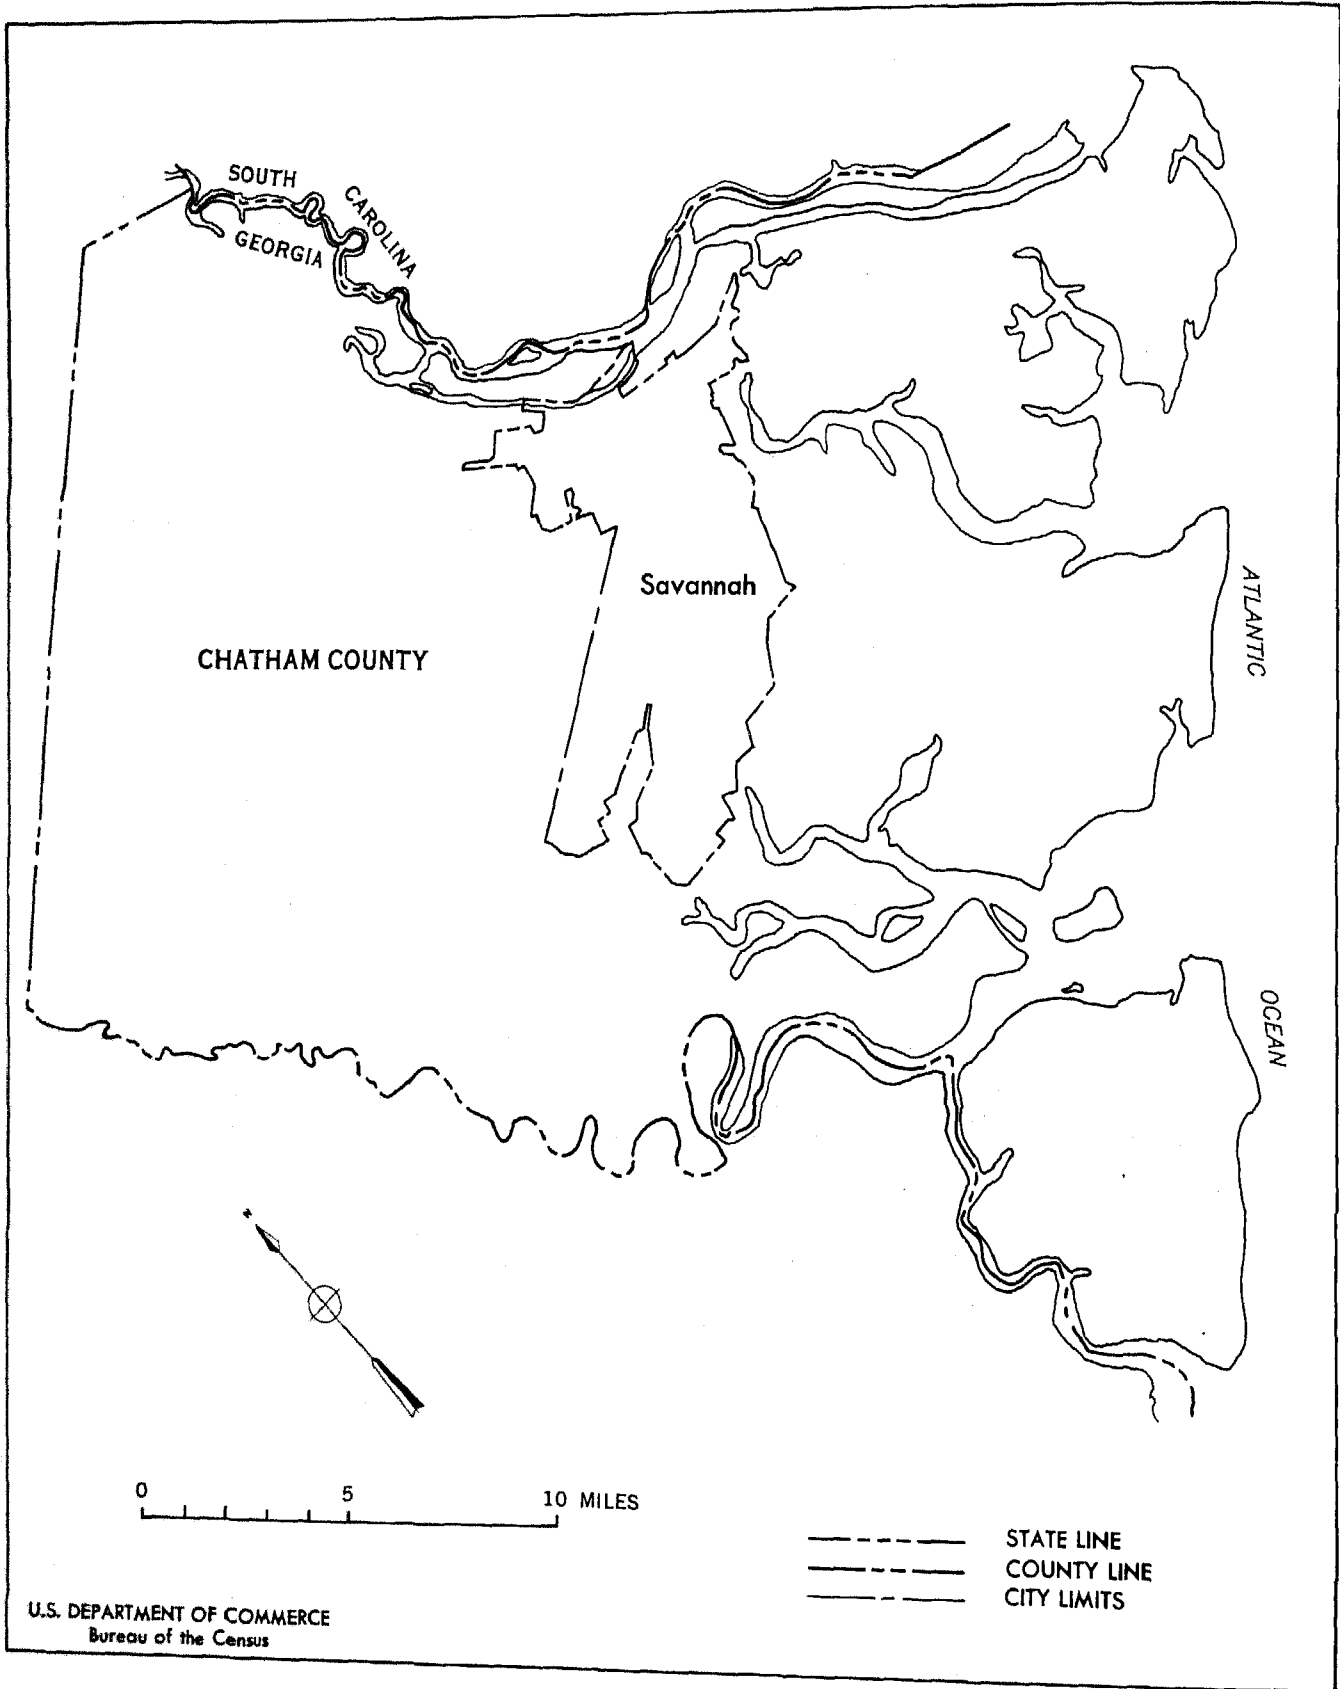 SOUTH
CAROLINA
GEORGIA
Savannah
CHATHAM COUNTY
ATLANTIC
OCEAN
N
0 5 10 MILES
STATE LINE
COUNTY LINE
CITY LIMITS
U.S. DEPARTMENT OF COMMERCE
Bureau of the Census